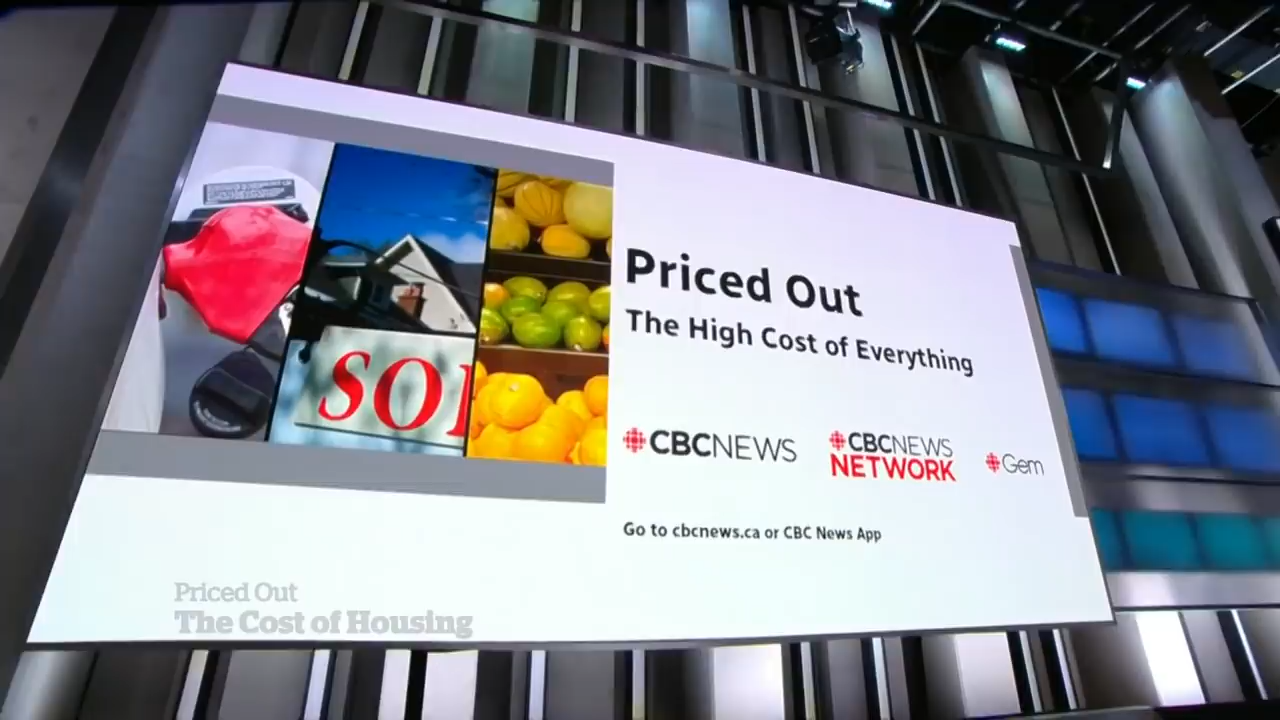 SOL
Priced Out
The High Cost of Everything
CBCNEWS
CBCNEWS
NETWORK
Gem
Go to cbcnews.ca or CBC News App
Priced Out
The Cost of Housing